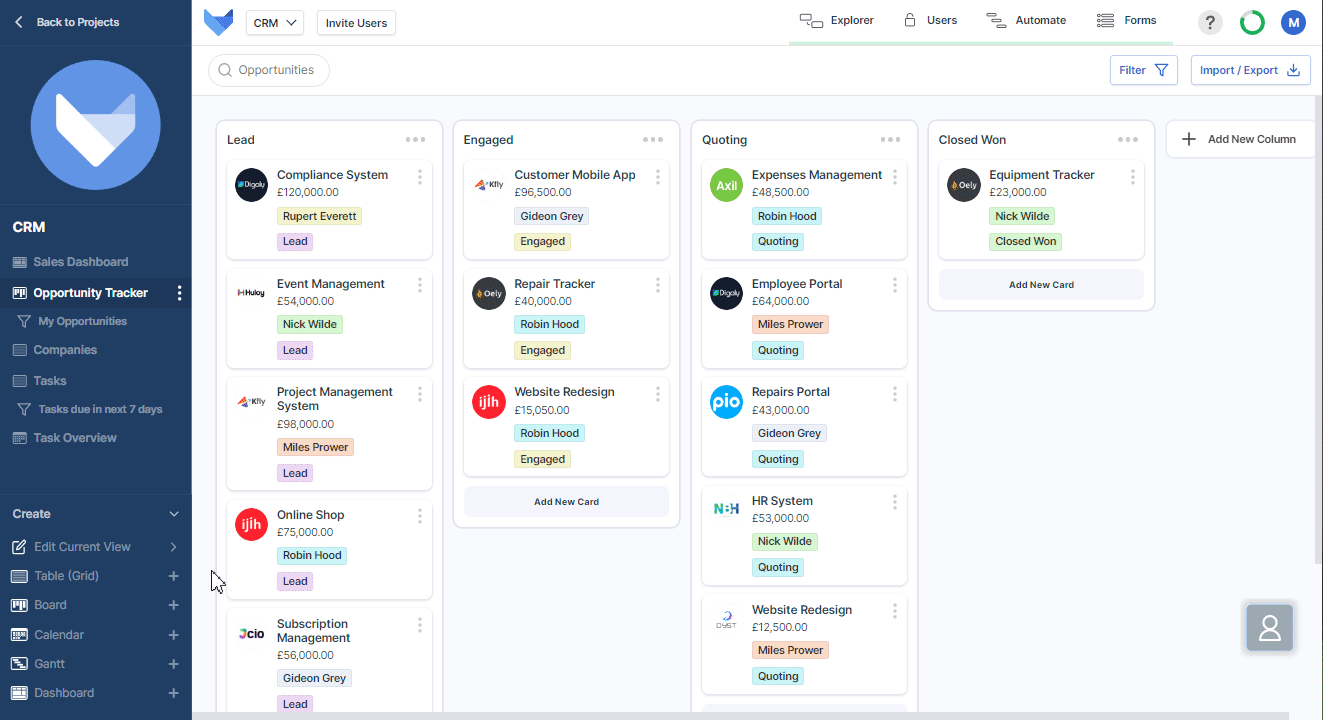 Back to Projects
CRM
Invite Users
Explorer
Users
Automate
Forms
?
M
Opportunities
Filter
Import / Export
CRM
Sales Dashboard
Opportunity Tracker
My Opportunities
Companies
Tasks
Tasks due in next 7 days
Task Overview
Create
Edit Current View
Table (Grid)
Board
Calendar
Gantt
Dashboard
Lead
Digaly
Compliance System
£120,000.00
Rupert Everett
Lead
Huloy
Event Management
£54,000.00
Nick Wilde
Lead
Kfly
Project Management
System
£98,000.00
Miles Prower
Lead
ijih
Online Shop
£75,000.00
Robin Hood
Lead
Jcio
Subscription
Management
£56,000.00
Gideon Grey
Lead
Engaged
Kfly
Customer Mobile App
£96,500.00
Gideon Grey
Engaged
Oely
Repair Tracker
£40,000.00
Robin Hood
Engaged
ijih
Website Redesign
£15,050.00
Robin Hood
Engaged
Add New Card
Quoting
Axil
Expenses Management
£48,500.00
Robin Hood
Quoting
Digaly
Employee Portal
£64,000.00
Miles Prower
Quoting
pio
Repairs Portal
£43,000.00
Gideon Grey
Quoting
HR System
£53,000.00
Nick Wilde
Quoting
Website Redesign
£12,500.00
Miles Prower
Quoting
Closed Won
Oely
Equipment Tracker
£23,000.00
Nick Wilde
Closed Won
Add New Card
Add New Column